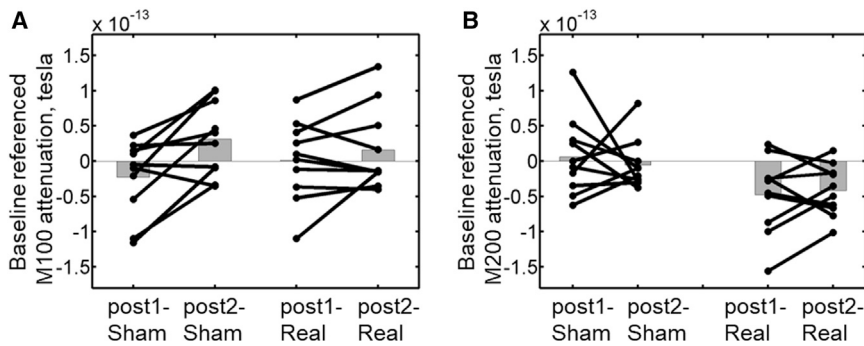 A
x 10⁻¹³
Baseline referenced
M100 attenuation, tesla
1.5
1
0.5
0
-0.5
-1
-1.5
post1-
Sham
post2-
Sham
post1-
Real
post2-
Real
B
x 10⁻¹³
Baseline referenced
M200 attenuation, tesla
1.5
1
0.5
0
-0.5
-1
-1.5
post1-
Sham
post2-
Sham
post1-
Real
post2-
Real